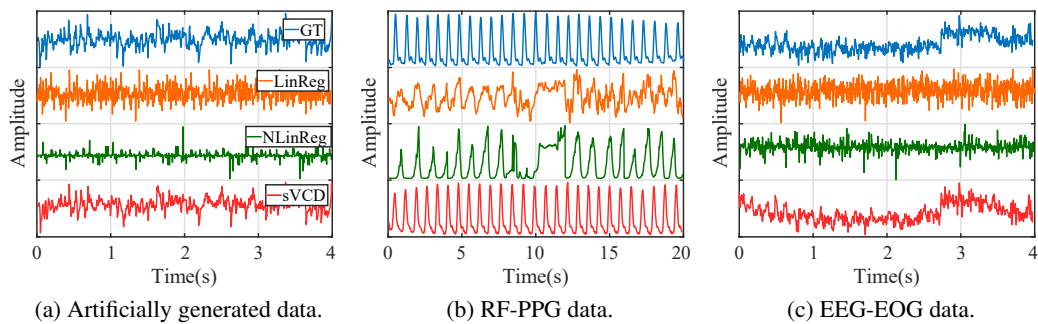 Amplitude
GT
LinReg
NLinReg
sVCD
0 1 2 3 4
Time(s)
(a) Artificially generated data.
Amplitude
0 5 10 15 20
Time(s)
(b) RF-PPG data.
Amplitude
0 1 2 3 4
Time(s)
(c) EEG-EOG data.